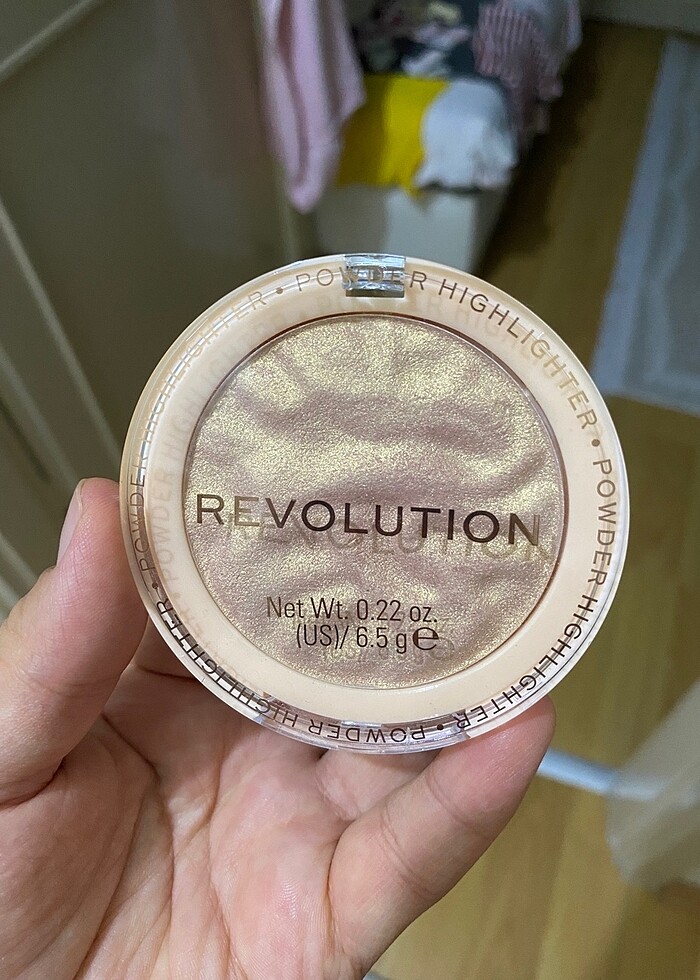 POWDER HIGHLIGHTER • POWDER HIGHLIGHTER • POWDER HIGHLIGHTER • POWDER HIGHLIGHTER •
REVOLUTION
Net Wt. 0.22 oz.
(US)/ 6.5 g e